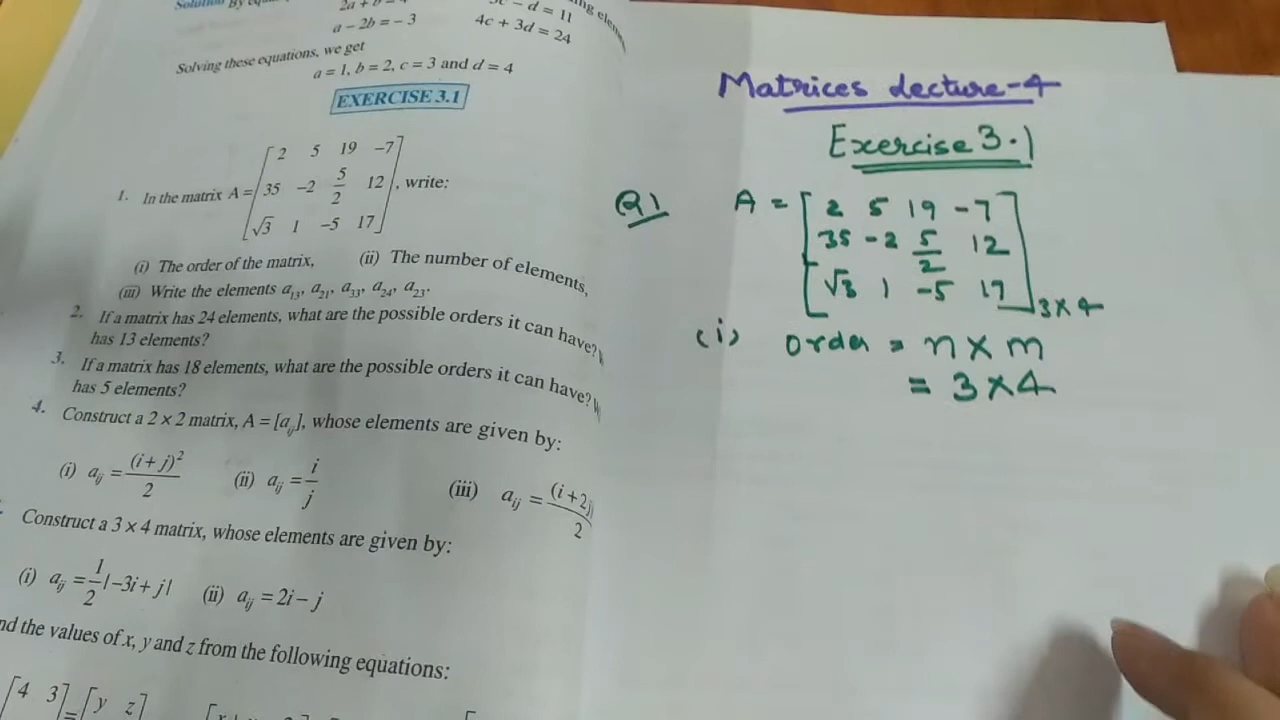 a − 2b = − 3
− d = 11
4c + 3d = 24
Solving these equations, we get
a = 1, b = 2, c = 3 and d = 4
EXERCISE 3.1
1. In the matrix A = [2 5 19 −7
35 −2 5/2 12
√3 1 −5 17], write:
(i) The order of the matrix, (ii) The number of elements,
(iii) Write the elements a₁₃, a₂₁, a₃₃, a₂₄, a₂₃.
2. If a matrix has 24 elements, what are the possible orders it can have?
has 13 elements?
3. If a matrix has 18 elements, what are the possible orders it can have?
has 5 elements?
4. Construct a 2 × 2 matrix, A = [aᵢⱼ], whose elements are given by:
(i) aᵢⱼ = (i + j)²/2 (ii) aᵢⱼ = i/j (iii) aᵢⱼ = (i + 2j/2
Construct a 3 × 4 matrix, whose elements are given by:
(i) aᵢⱼ = 1/2 |−3i + j| (ii) aᵢⱼ = 2i − j
the values of x, y and z from the following equations:
[4 3] = [y z]
Matrices Lecture-4
Exercise 3.1
Q1 A = [2 5 19 -7
35 -2 5/2 12
√3 1 -5 17] 3×4
(i) order = n × m
= 3 × 4